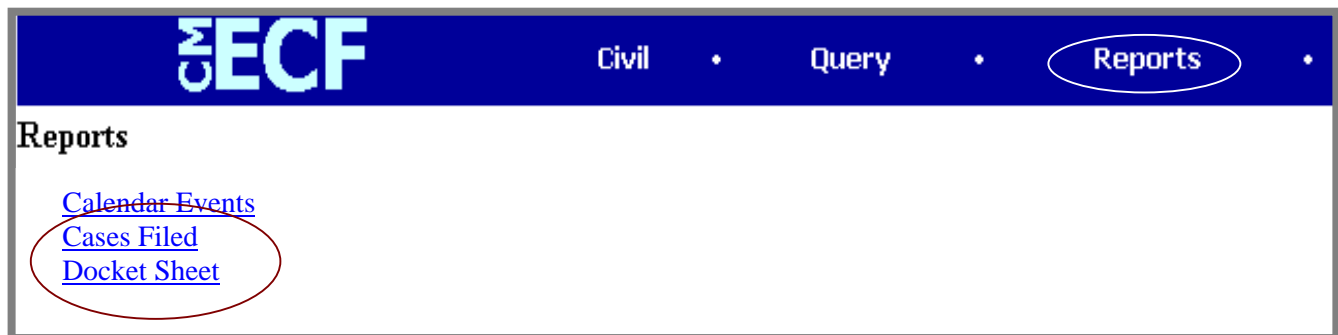 CM ECF Civil • Query • Reports •
Reports
Calendar Events
Cases Filed
Docket Sheet